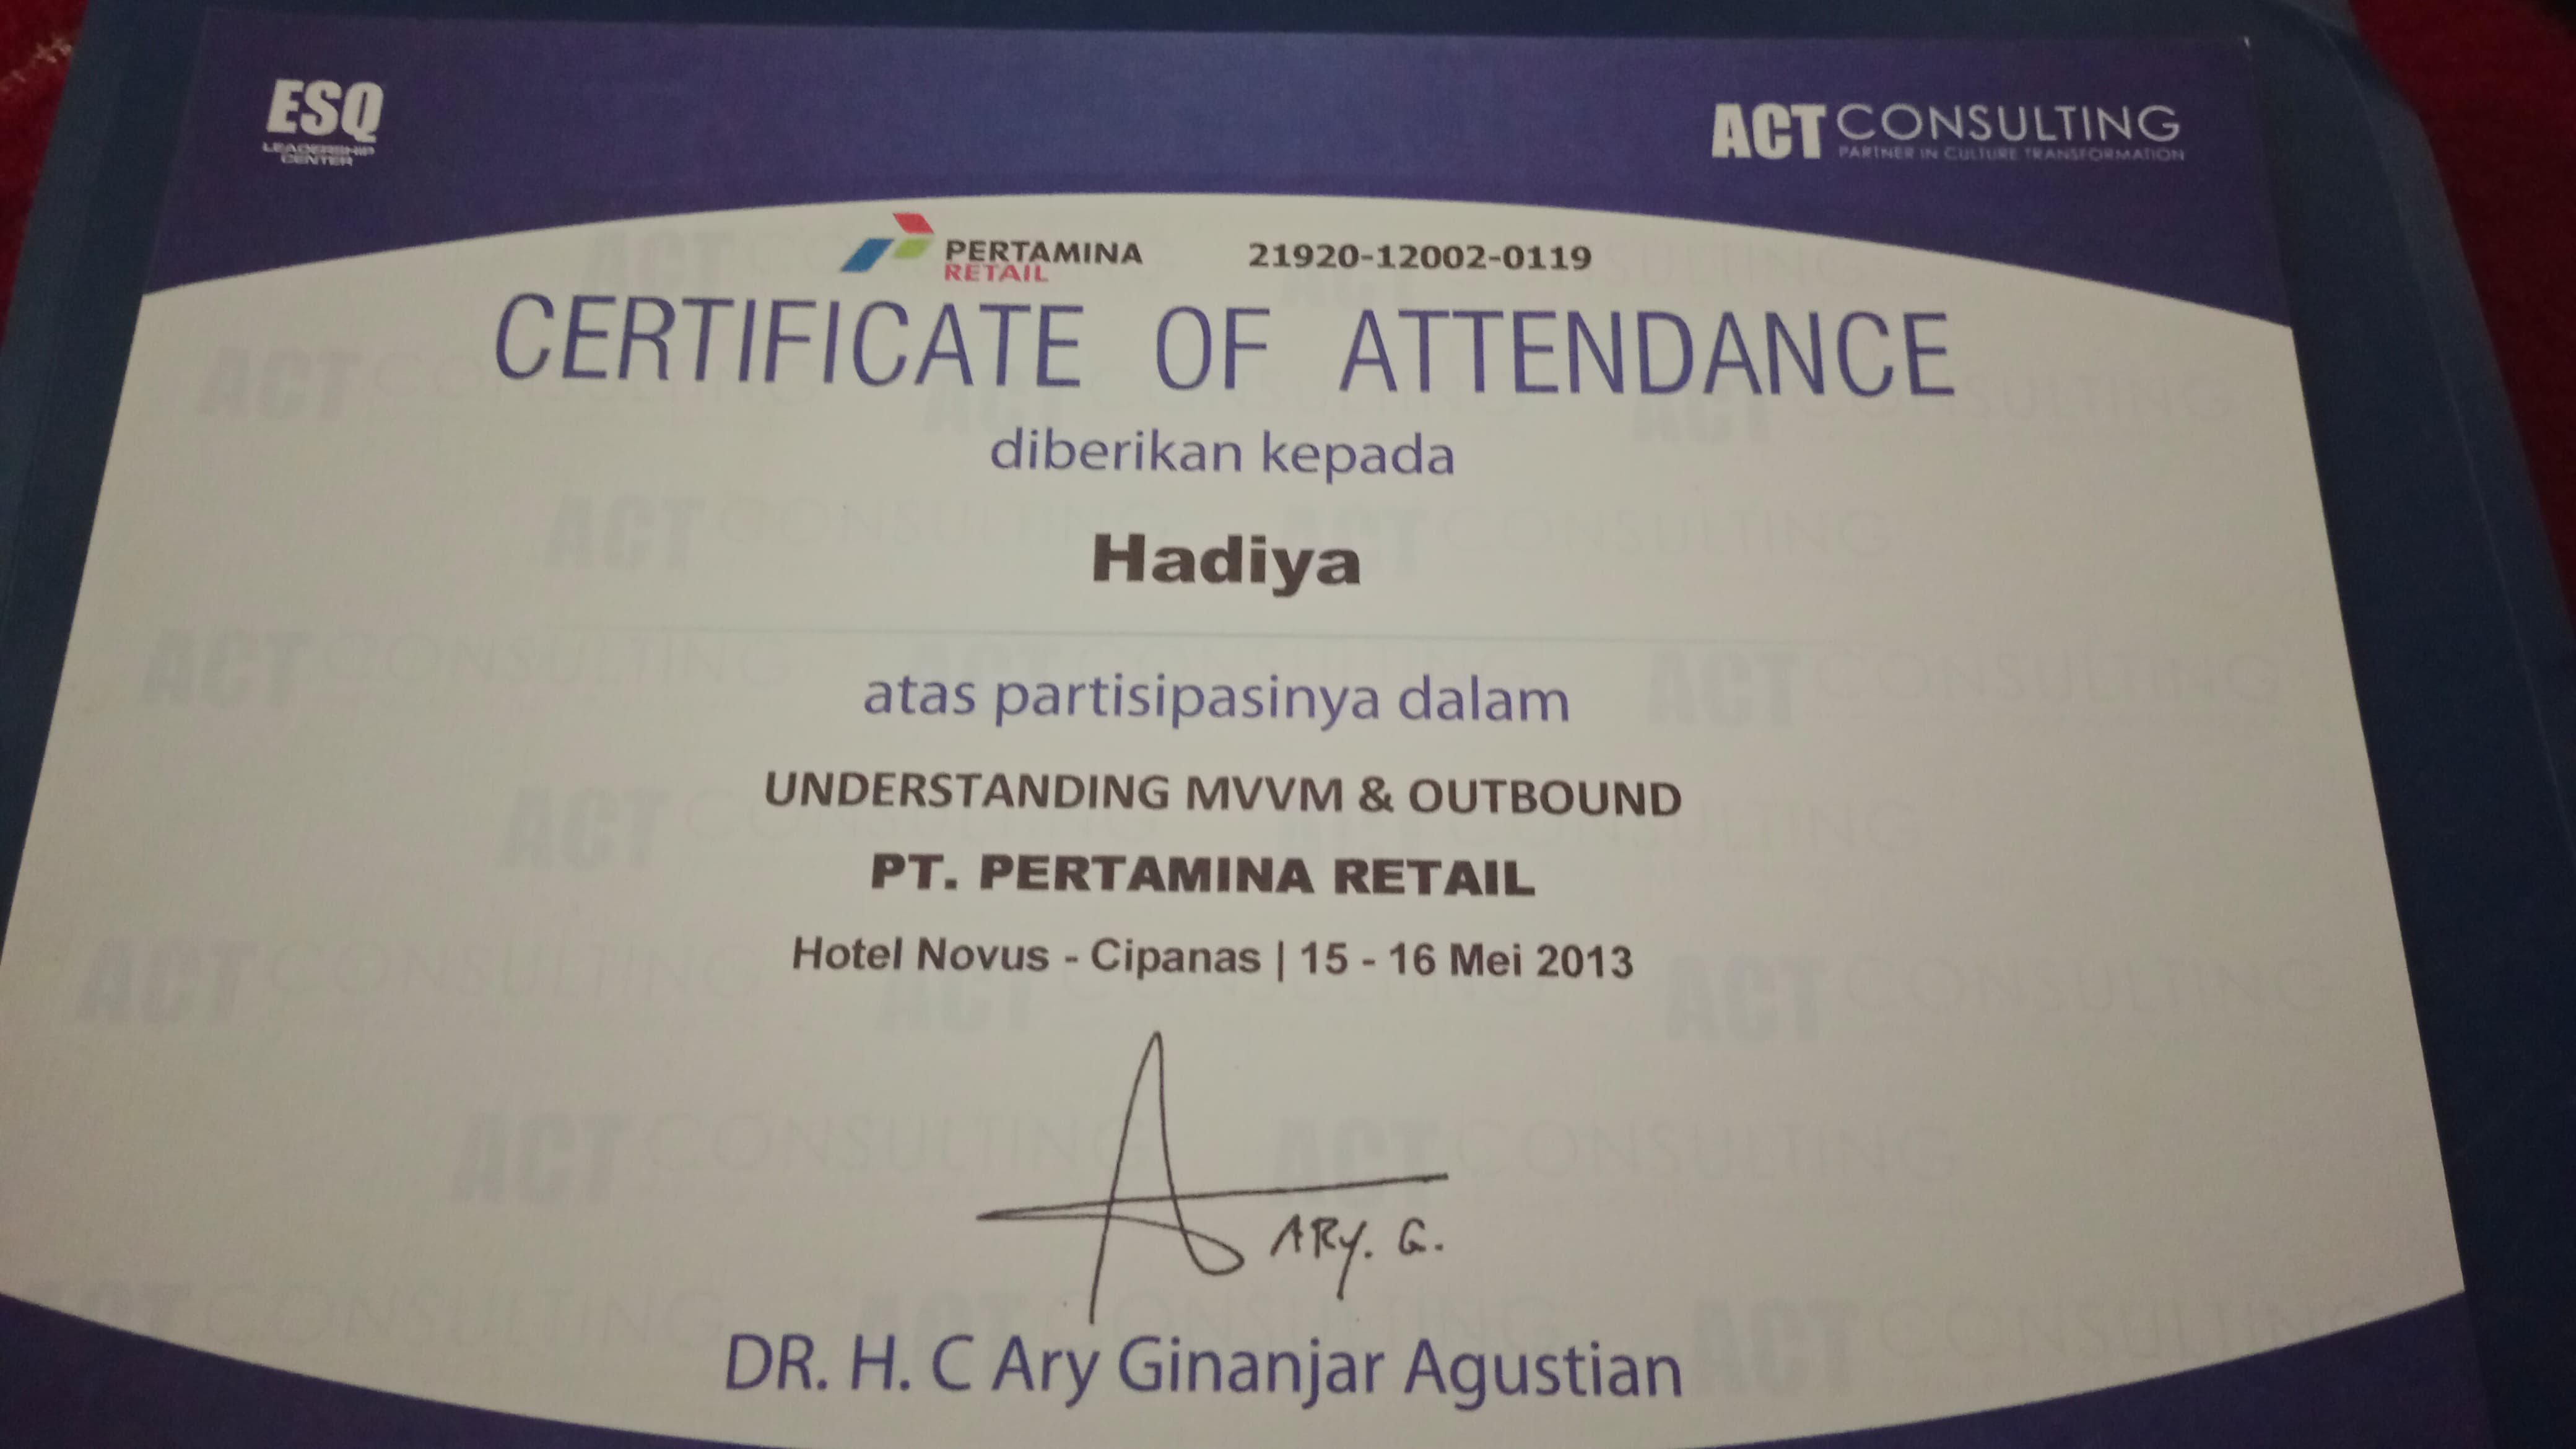 ESQ
LEADERSHIP
CENTER
ACT CONSULTING
PARTNER IN CULTURE TRANSFORMATION
PERTAMINA
RETAIL
21920-12002-0119
CERTIFICATE OF ATTENDANCE
diberikan kepada
Hadiya
atas partisipasinya dalam
UNDERSTANDING MVVM & OUTBOUND
PT. PERTAMINA RETAIL
Hotel Novus - Cipanas | 15 - 16 Mei 2013
ARY. G.
DR. H. C Ary Ginanjar Agustian